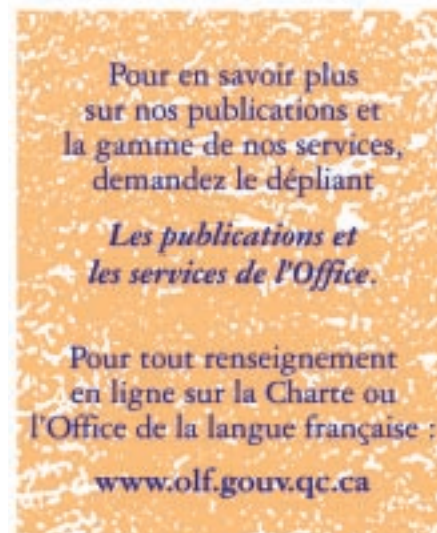 Pour en savoir plus
sur nos publications et
la gamme de nos services,
demandez le dépliant
Les publications et
les services de l'Office.
Pour tout renseignement
en ligne sur la Charte ou
l'Office de la langue française :
www.olf.gouv.qc.ca